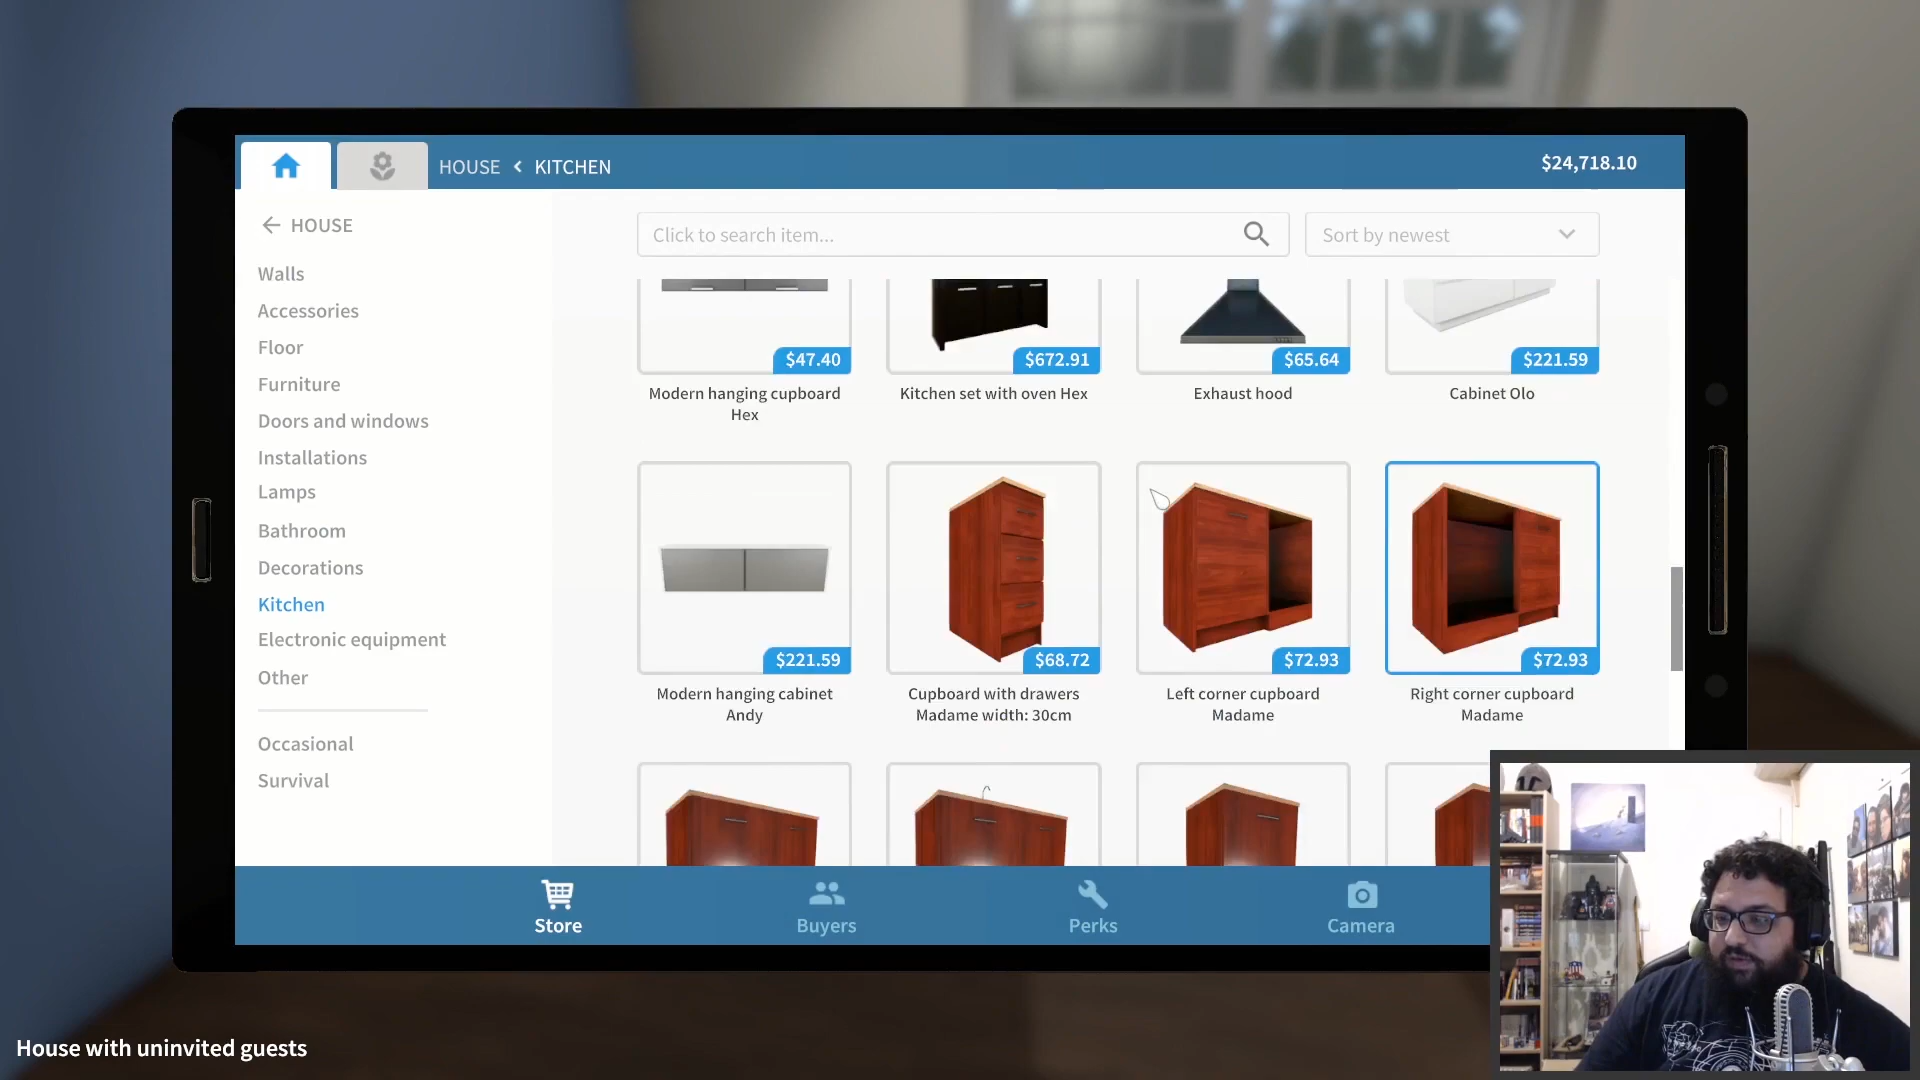 HOUSE < KITCHEN
$24,718.10
← HOUSE
Walls
Accessories
Floor
Furniture
Doors and windows
Installations
Lamps
Bathroom
Decorations
Kitchen
Electronic equipment
Other
Occasional
Survival
Click to search item...
Sort by newest
$47.40
$672.91
$65.64
$221.59
Modern hanging cupboard
Hex
Kitchen set with oven Hex
Exhaust hood
Cabinet Olo
$221.59
$68.72
$72.93
$72.93
Modern hanging cabinet
Andy
Cupboard with drawers
Madame width: 30cm
Left corner cupboard
Madame
Right corner cupboard
Madame
Store
Buyers
Perks
Camera
House with uninvited guests